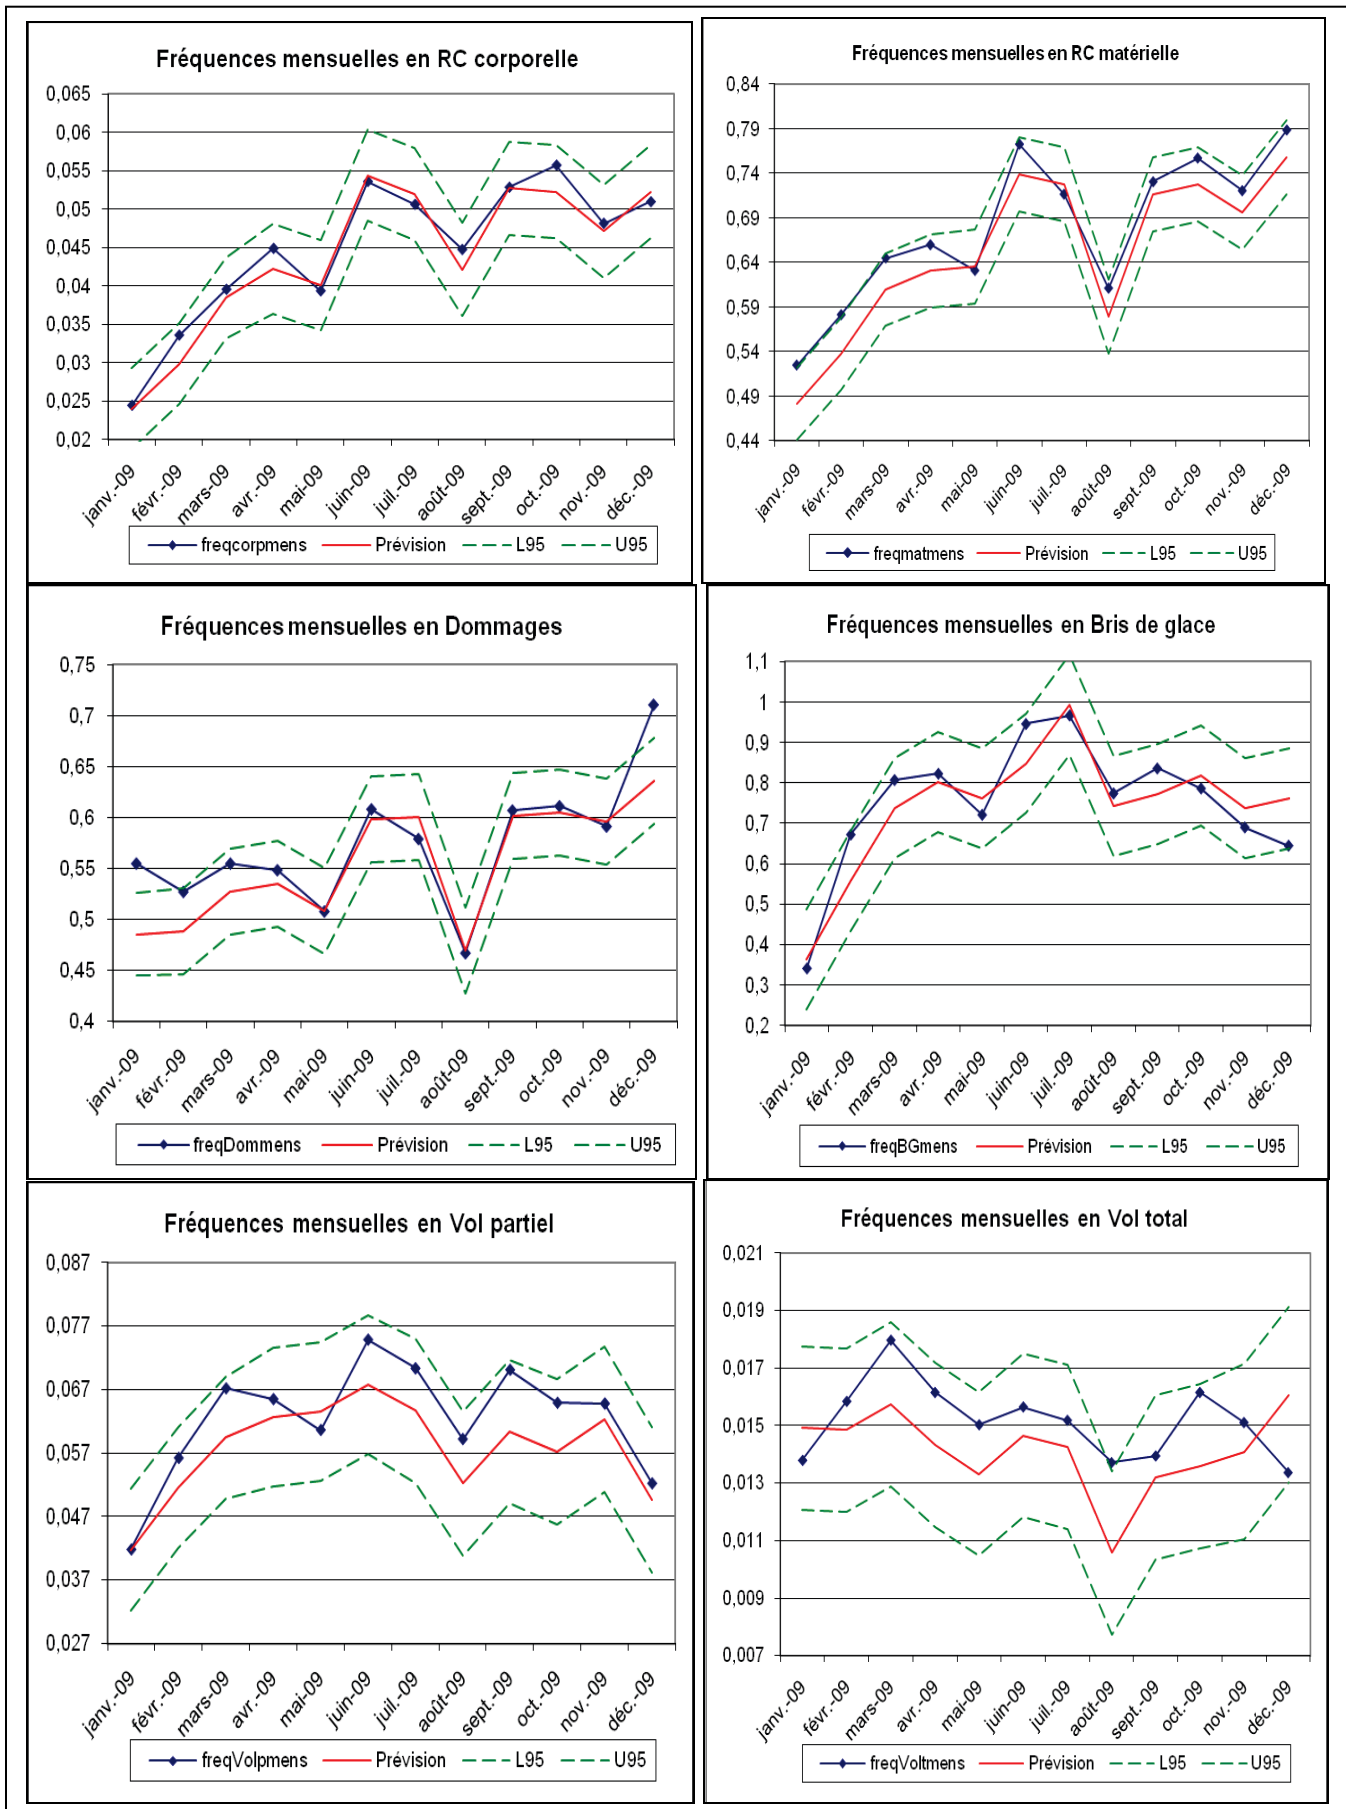 Fréquences mensuelles en RC corporelle
0,065
0,06
0,055
0,05
0,045
0,04
0,035
0,03
0,025
0,02
janv.-09
févr.-09
mars-09
avr.-09
mai-09
juin-09
juil.-09
août-09
sept.-09
oct.-09
nov.-09
déc.-09
freqcorpmens Prévision L95 U95
Fréquences mensuelles en RC matérielle
0,84
0,79
0,74
0,69
0,64
0,59
0,54
0,49
0,44
janv.-09
févr.-09
mars-09
avr.-09
mai-09
juin-09
juil.-09
août-09
sept.-09
oct.-09
nov.-09
déc.-09
freqmatmens Prévision L95 U95
Fréquences mensuelles en Dommages
0,75
0,7
0,65
0,6
0,55
0,5
0,45
0,4
janv.-09
févr.-09
mars-09
avr.-09
mai-09
juin-09
juil.-09
août-09
sept.-09
oct.-09
nov.-09
déc.-09
freqDommens Prévision L95 U95
Fréquences mensuelles en Bris de glace
1,1
1
0,9
0,8
0,7
0,6
0,5
0,4
0,3
0,2
janv.-09
févr.-09
mars-09
avr.-09
mai-09
juin-09
juil.-09
août-09
sept.-09
oct.-09
nov.-09
déc.-09
freqBGmens Prévision L95 U95
Fréquences mensuelles en Vol partiel
0,087
0,077
0,067
0,057
0,047
0,037
0,027
janv.-09
févr.-09
mars-09
avr.-09
mai-09
juin-09
juil.-09
août-09
sept.-09
oct.-09
nov.-09
déc.-09
freqVolpmens Prévision L95 U95
Fréquences mensuelles en Vol total
0,021
0,019
0,017
0,015
0,013
0,011
0,009
0,007
janv.-09
févr.-09
mars-09
avr.-09
mai-09
juin-09
juil.-09
août-09
sept.-09
oct.-09
nov.-09
déc.-09
freqVoltmens Prévision L95 U95